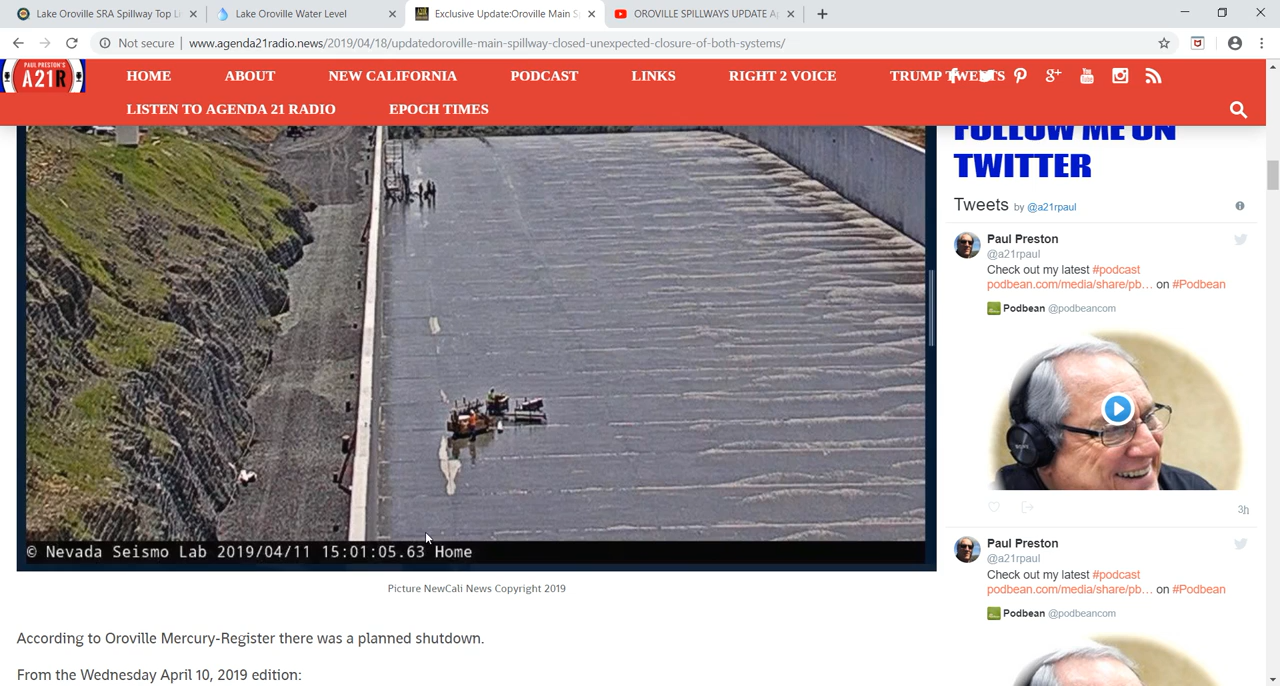 Lake Oroville SRA Spillway Top L
Lake Oroville Water Level
Exclusive Update:Oroville Main S
OROVILLE SPILLWAYS UPDATE A
Not secure | www.agenda21radio.news/2019/04/18/updatedoroville-main-spillway-closed-unexpected-closure-of-both-systems/
PAUL PRESTON'S
A21R
HOME ABOUT NEW CALIFORNIA PODCAST LINKS RIGHT 2 VOICE TRUMP TWEETS
LISTEN TO AGENDA 21 RADIO EPOCH TIMES
FOLLOW ME ON
TWITTER
Tweets by @a21rpaul
Paul Preston
@a21rpaul
Check out my latest #podcast
podbean.com/media/share/pb… on #Podbean
Podbean @podbeancom
3h
Paul Preston
@a21rpaul
Check out my latest #podcast
podbean.com/media/share/pb… on #Podbean
Podbean @podbeancom
© Nevada Seismo Lab 2019/04/11 15:01:05.63 Home
Picture NewCali News Copyright 2019
According to Oroville Mercury-Register there was a planned shutdown.
From the Wednesday April 10, 2019 edition: